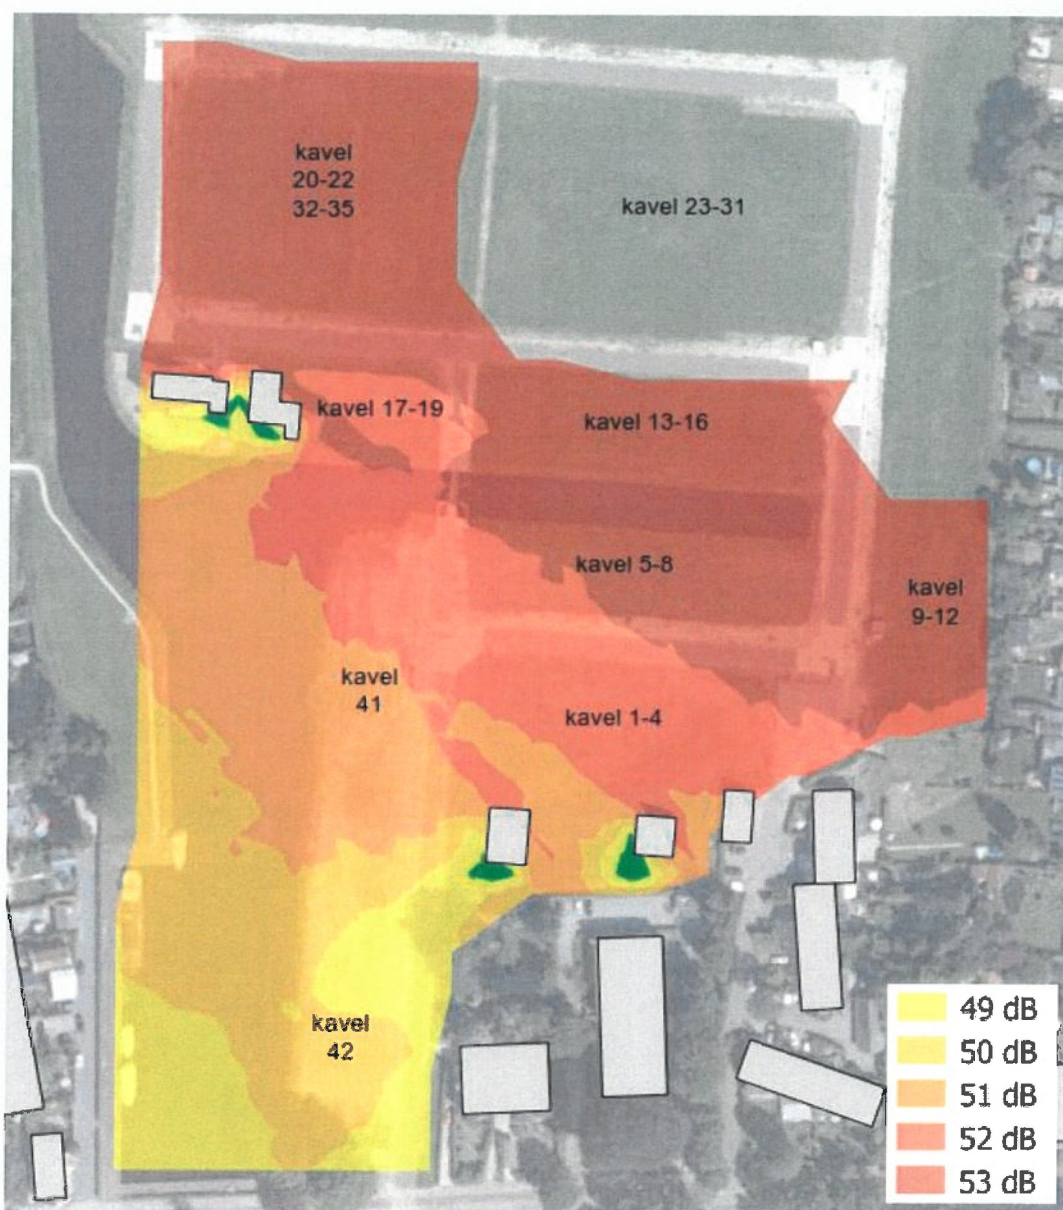 kavel
20-22
32-35
kavel 23-31
kavel 17-19
kavel 13-16
kavel 5-8
kavel
9-12
kavel
41
kavel 1-4
kavel
42
49 dB
50 dB
51 dB
52 dB
53 dB